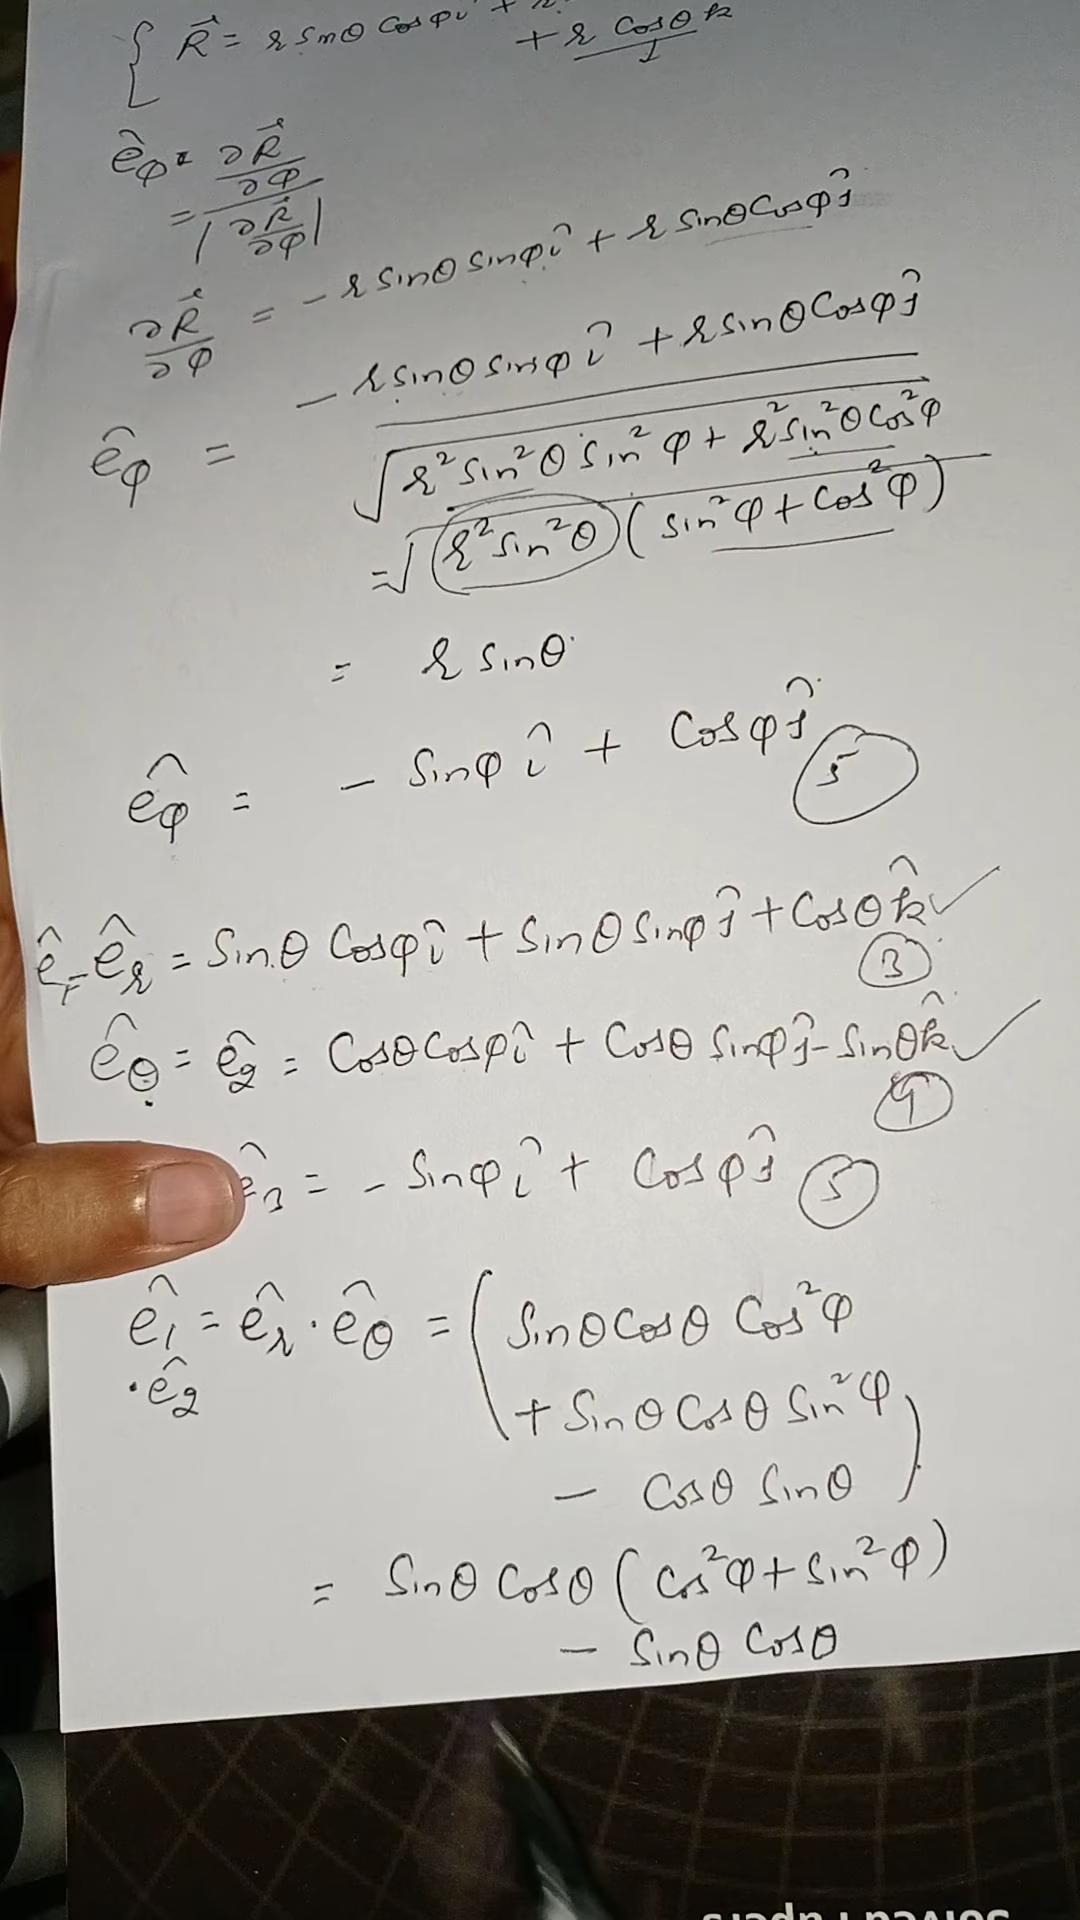 R⃗ = r sinθ cosφ î +
+ r cosθ k
ê_φ = ∂R⃗/∂φ
= / |∂R⃗/∂φ|
∂R⃗/∂φ = - r sinθ sinφ î + r sinθ cosφ ĵ
ê_φ = - r sinθ sinφ î + r sinθ cosφ ĵ
√(r² sin²θ sin²φ + r² sin²θ cos²φ)
= √((r² sin²θ)(sin²φ + cos²φ))
= r sinθ
ê_φ = - sinφ î + cosφ ĵ (5)
ê₁ = ê_r = sinθ cosφ î + sinθ sinφ ĵ + cosθ k̂ ✓
(3)
ê_θ = ê₂ = cosθ cosφ î + cosθ sinφ ĵ - sinθ k̂ ✓
(4)
ê₃ = - sinφ î + cosφ ĵ (5)
ê₁ = ê_r · ê_θ = ( sinθ cosθ cos²φ
· ê₂ + sinθ cosθ sin²φ
- cosθ sinθ )
= sinθ cosθ (cos²φ + sin²φ)
- sinθ cosθ